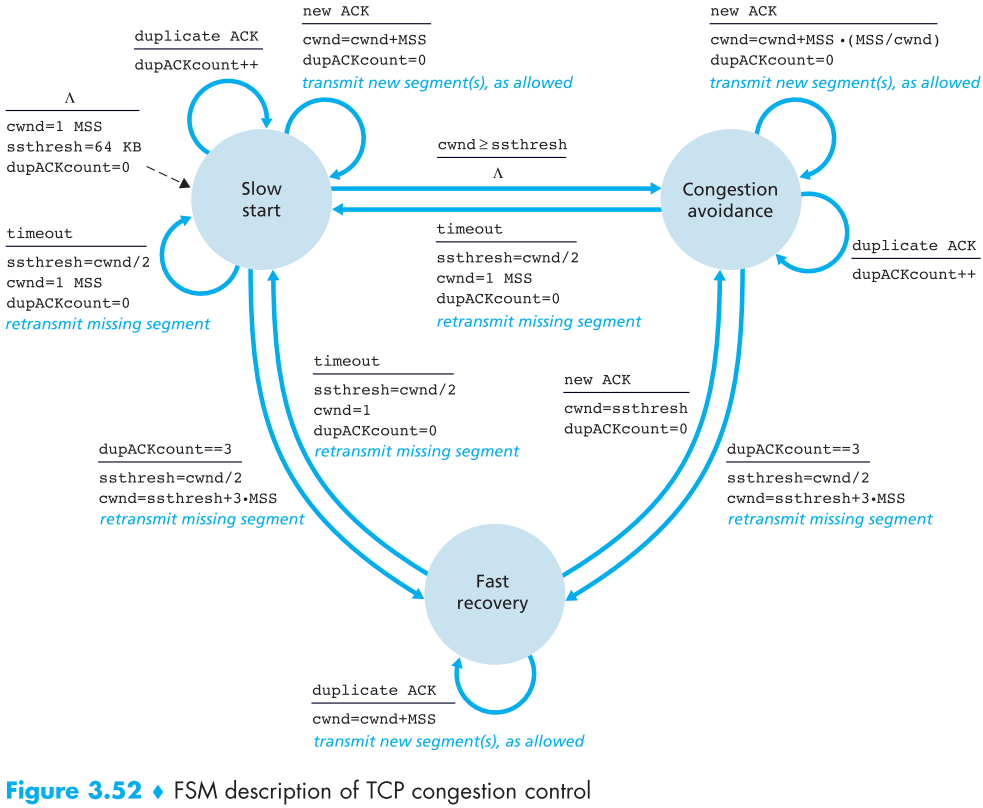 new ACK
cwnd=cwnd+MSS
dupACKcount=0
transmit new segment(s), as allowed
new ACK
cwnd=cwnd+MSS •(MSS/cwnd)
dupACKcount=0
transmit new segment(s), as allowed
duplicate ACK
dupACKcount++
Λ
cwnd=1 MSS
ssthresh=64 KB
dupACKcount=0
cwnd≥ssthresh
Λ
Slow
start
Congestion
avoidance
timeout
ssthresh=cwnd/2
cwnd=1 MSS
dupACKcount=0
retransmit missing segment
timeout
ssthresh=cwnd/2
cwnd=1 MSS
dupACKcount=0
retransmit missing segment
duplicate ACK
dupACKcount++
timeout
ssthresh=cwnd/2
cwnd=1
dupACKcount=0
retransmit missing segment
new ACK
cwnd=ssthresh
dupACKcount=0
dupACKcount==3
ssthresh=cwnd/2
cwnd=ssthresh+3•MSS
retransmit missing segment
dupACKcount==3
ssthresh=cwnd/2
cwnd=ssthresh+3•MSS
retransmit missing segment
Fast
recovery
duplicate ACK
cwnd=cwnd+MSS
transmit new segment(s), as allowed
Figure 3.52 ♦ FSM description of TCP congestion control